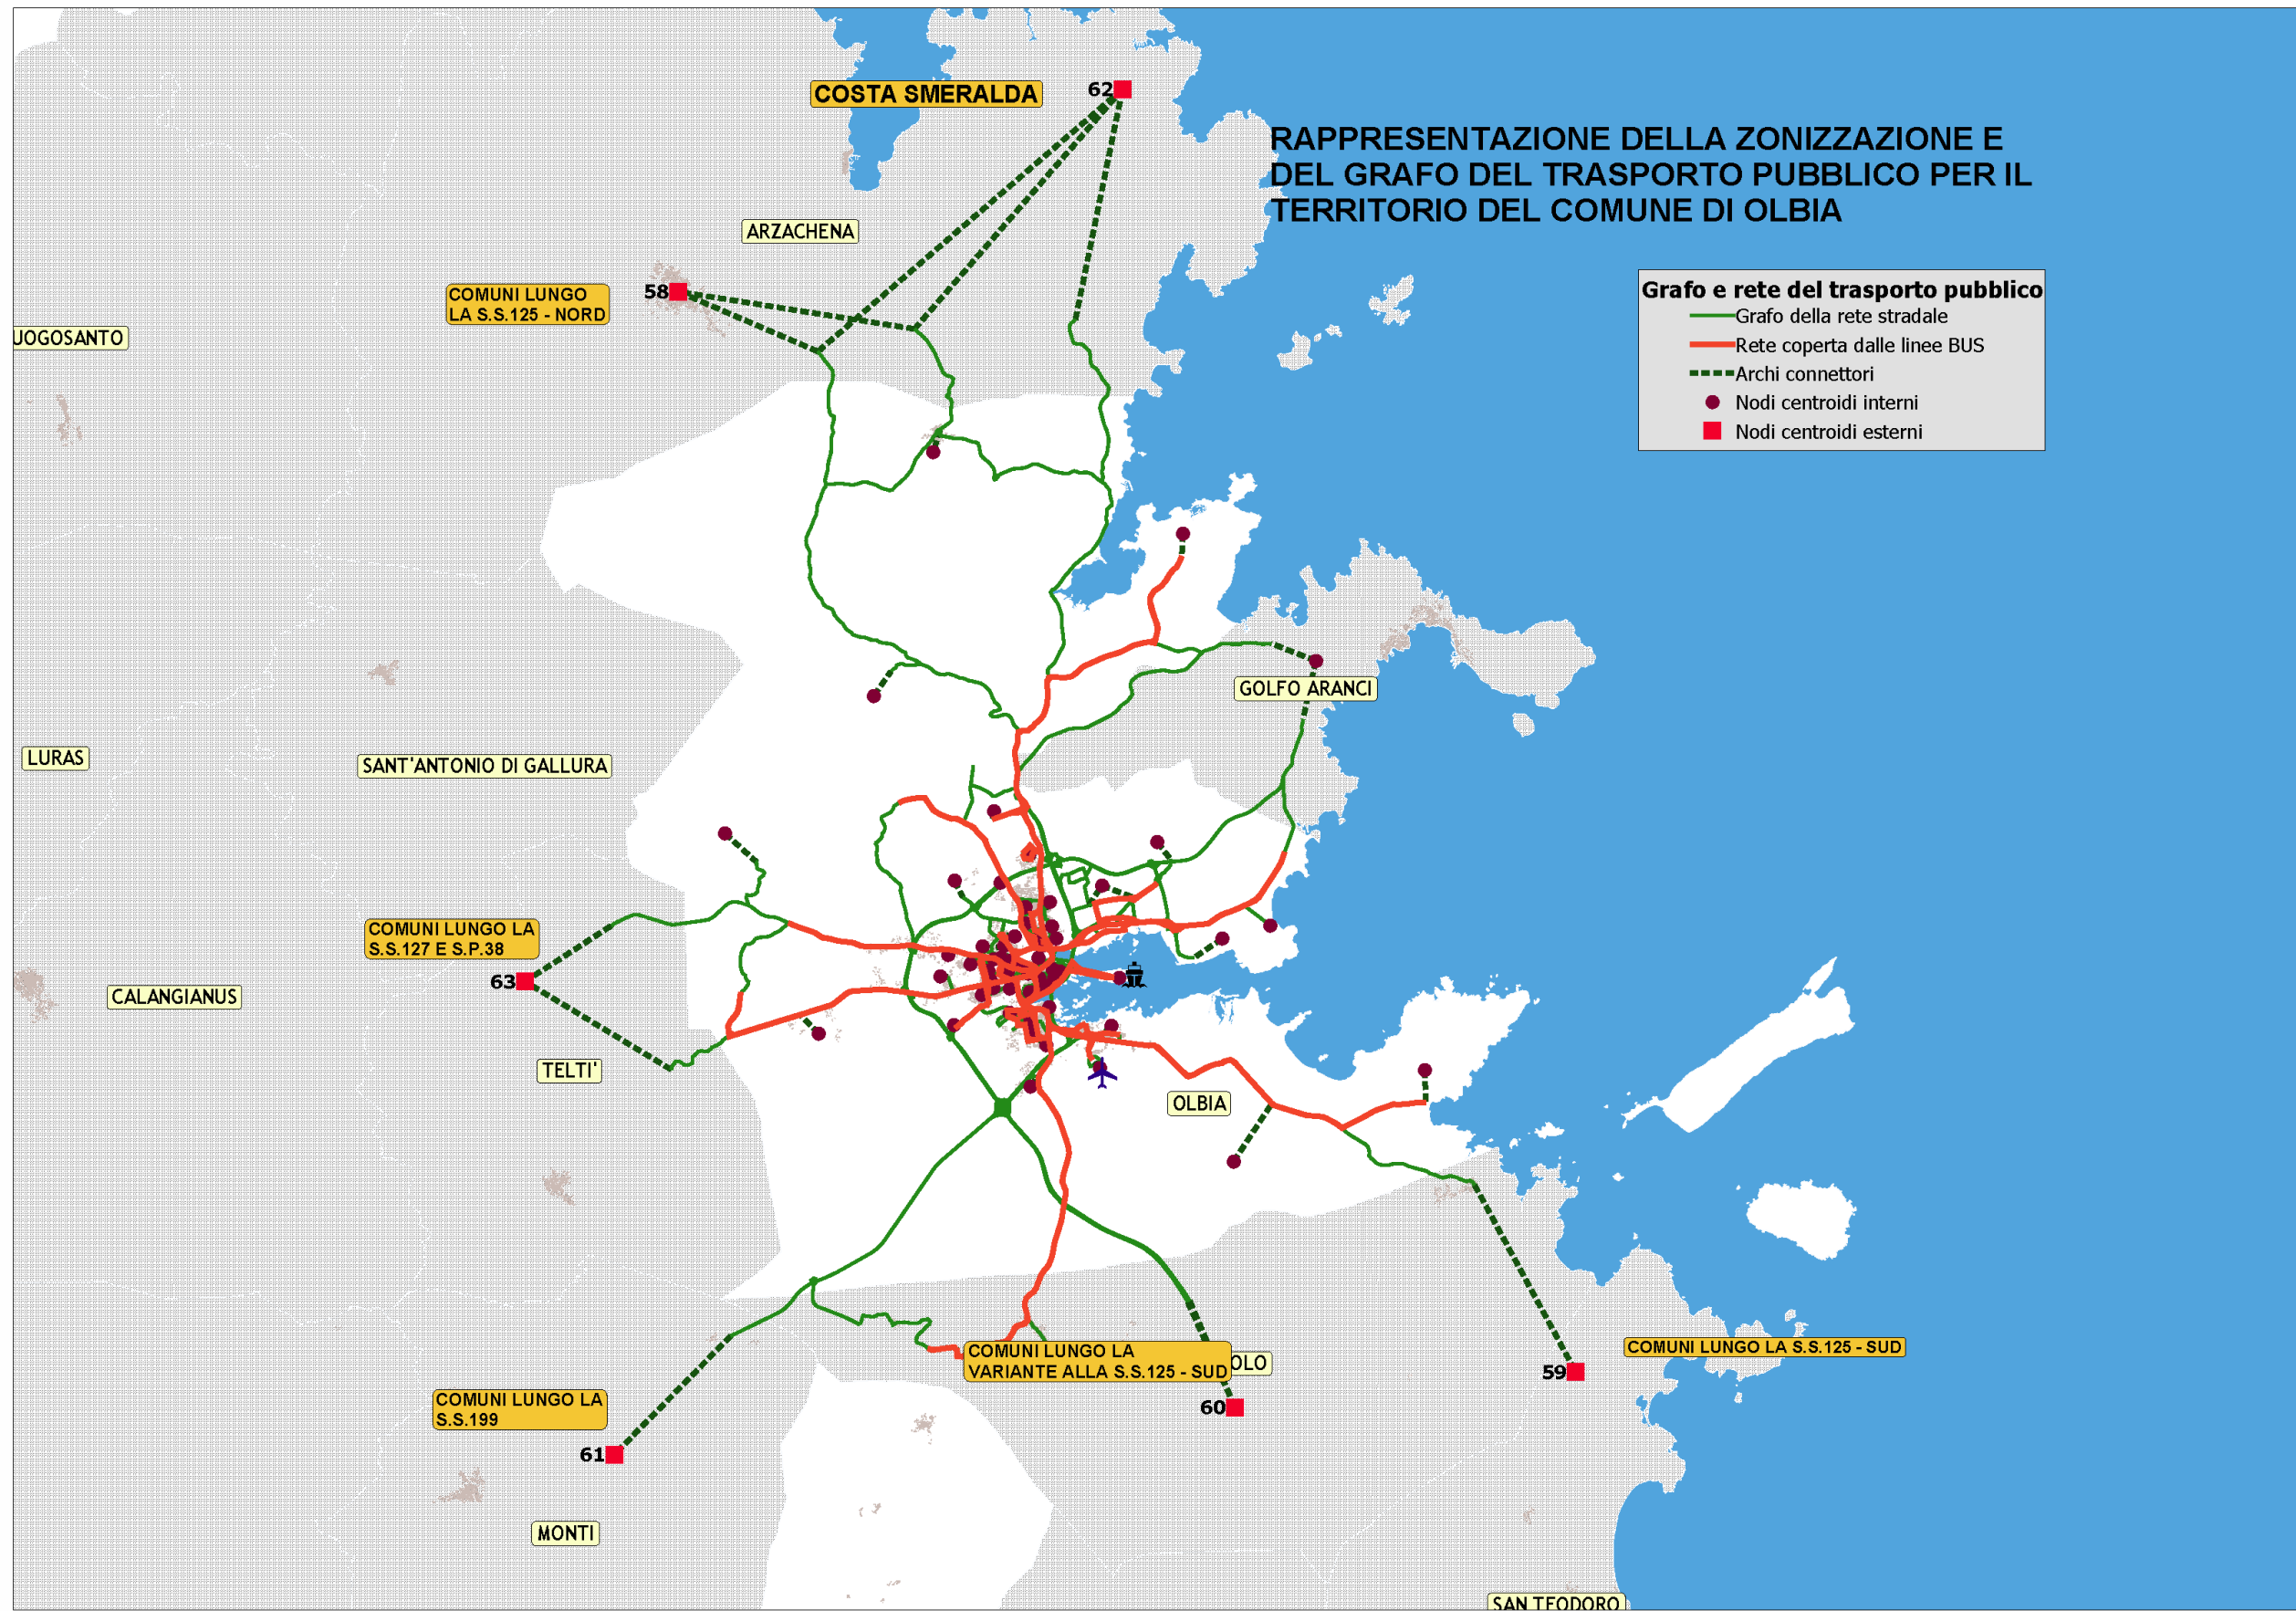 COSTA SMERALDA
62
RAPPRESENTAZIONE DELLA ZONIZZAZIONE E
DEL GRAFO DEL TRASPORTO PUBBLICO PER IL
TERRITORIO DEL COMUNE DI OLBIA
ARZACHENA
COMUNI LUNGO
LA S.S.125 - NORD
58
Grafo e rete del trasporto pubblico
Grafo della rete stradale
Rete coperta dalle linee BUS
Archi connettori
Nodi centroidi interni
Nodi centroidi esterni
UOGOSANTO
GOLFO ARANCI
LURAS
SANT'ANTONIO DI GALLURA
COMUNI LUNGO LA
S.S.127 E S.P.38
63
CALANGIANUS
TELTI'
OLBIA
COMUNI LUNGO LA
VARIANTE ALLA S.S.125 - SUD
OLO
COMUNI LUNGO LA S.S.125 - SUD
59
60
COMUNI LUNGO LA
S.S.199
61
MONTI
SAN TEODORO